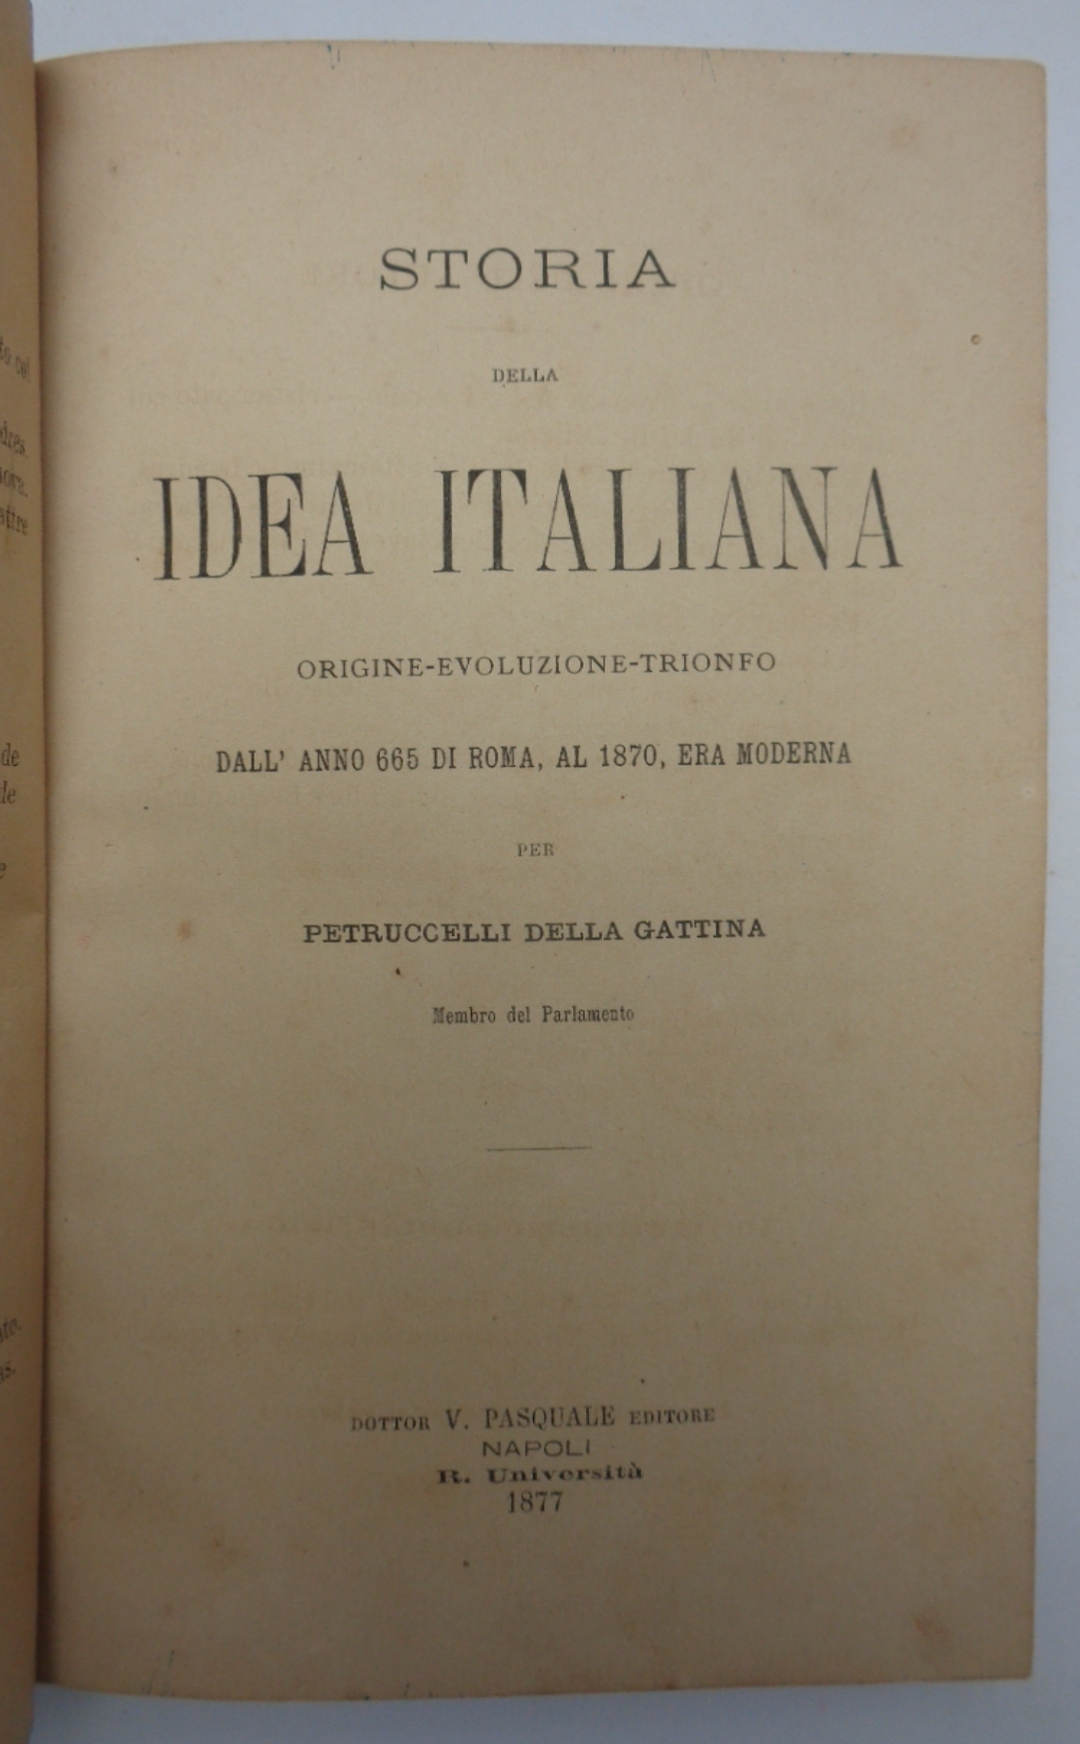 STORIA
DELLA
IDEA ITALIANA
ORIGINE-EVOLUZIONE-TRIONFO
DALL' ANNO 665 DI ROMA, AL 1870, ERA MODERNA
PER
PETRUCCELLI DELLA GATTINA
Membro del Parlamento
DOTTOR V. PASQUALE EDITORE
NAPOLI
R. Università
1877
de